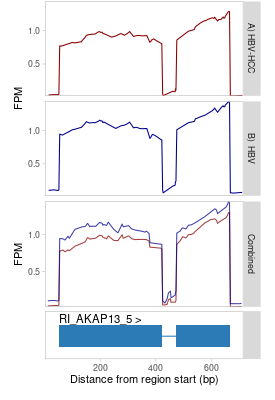 1.0
0.5
A) HBV-HCC
FPM
1.0
0.5
B) HBV
1.0
0.5
FPM
Combined
RI_AKAP13_5 >
200
400
600
Distance from region start (bp)